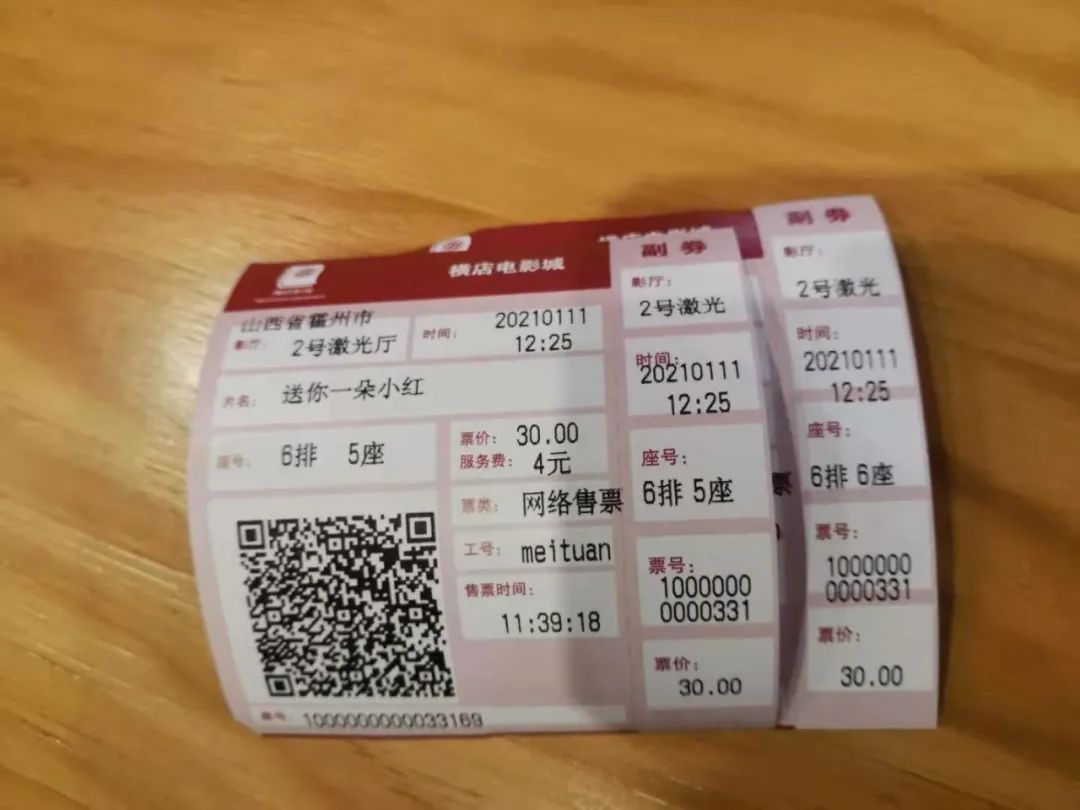 横店电影城
山西省霍州市
影厅: 2号激光厅
时间: 20210111
12:25
片名: 送你一朵小红
座号: 6排 5座
票价: 30.00
服务费: 4元
票类: 网络售票
工号: meituan
售票时间:
11:39:18
票号: 1000000000033169
副券
影厅:
2号激光
时间:
20210111
12:25
座号:
6排 5座
票号:
1000000
0000331
票价:
30.00
票
副券
影厅:
2号激光
时间:
20210111
12:25
座号:
6排 6座
票号:
1000000
0000331
票价:
30.00